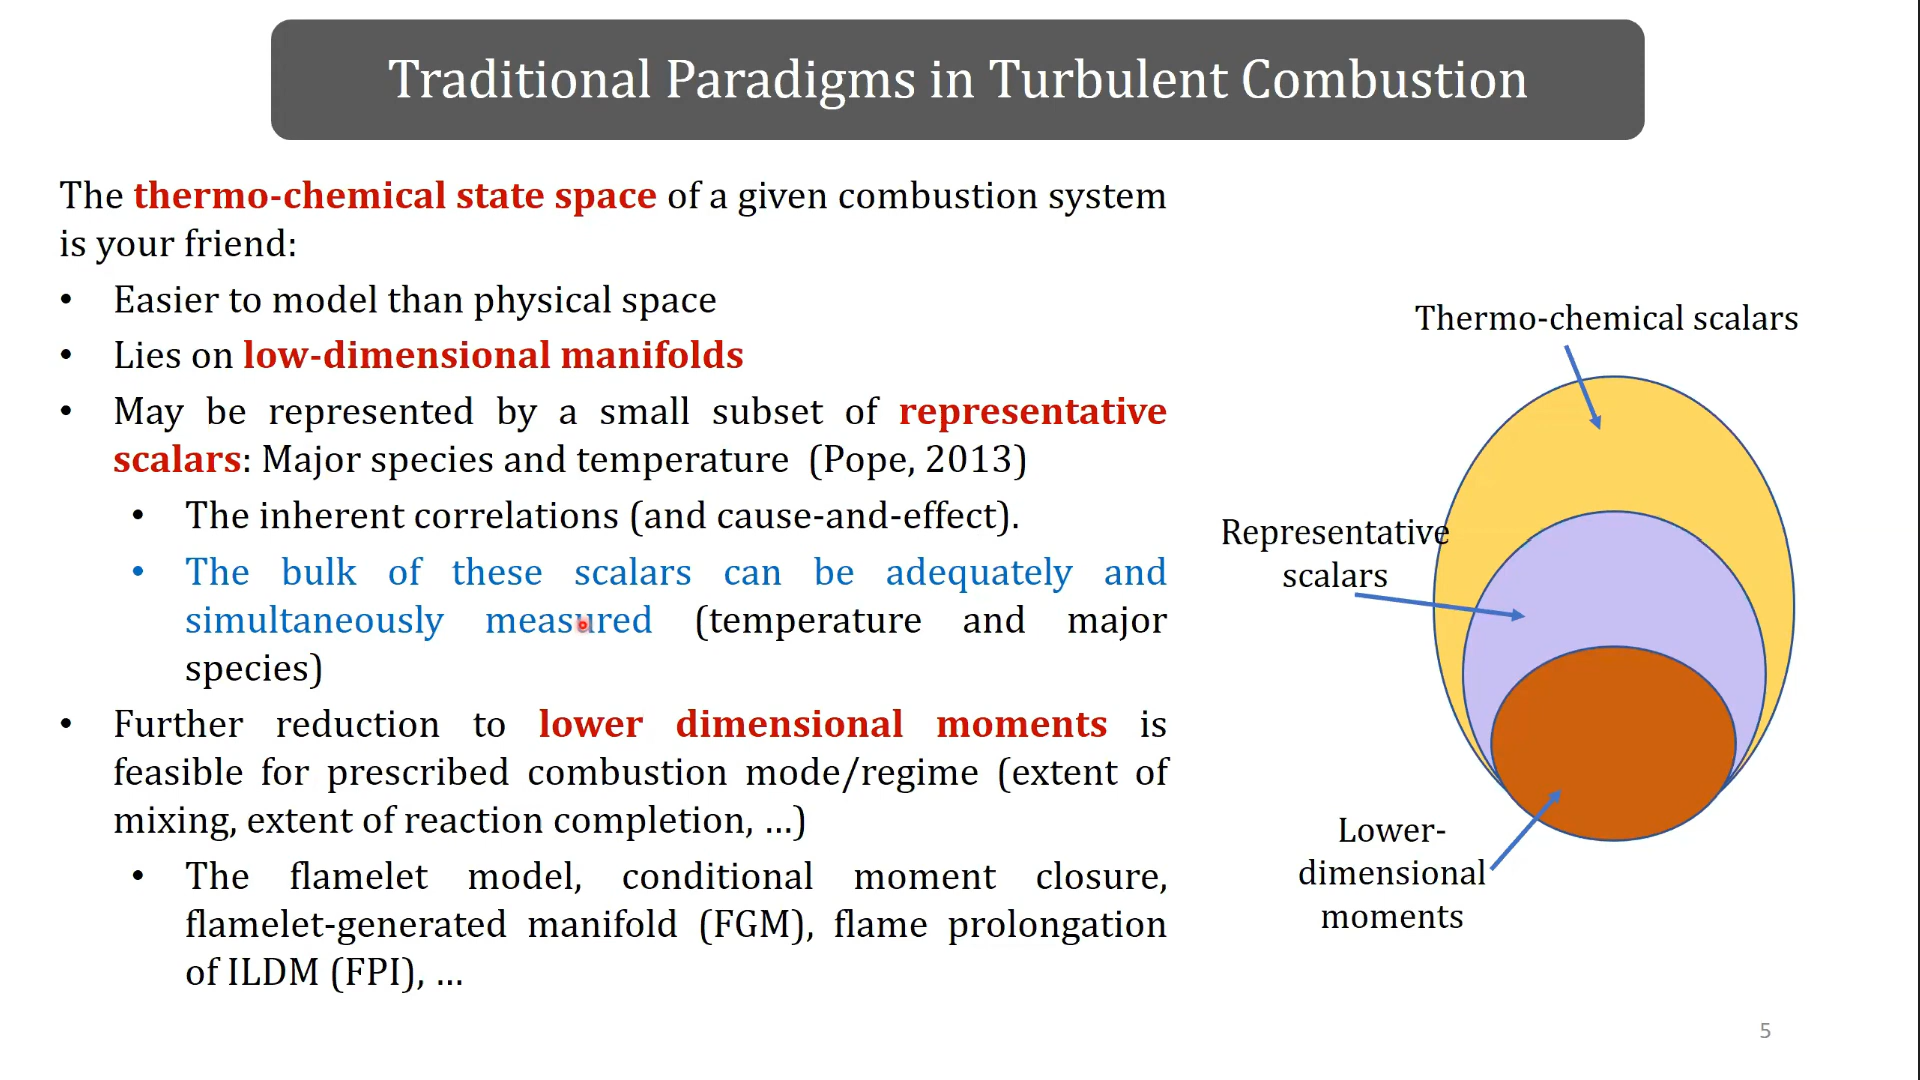 Traditional Paradigms in Turbulent Combustion
The thermo-chemical state space of a given combustion system
is your friend:
• Easier to model than physical space
• Lies on low-dimensional manifolds
• May be represented by a small subset of representative
scalars: Major species and temperature (Pope, 2013)
• The inherent correlations (and cause-and-effect).
• The bulk of these scalars can be adequately and
simultaneously measured (temperature and major
species)
• Further reduction to lower dimensional moments is
feasible for prescribed combustion mode/regime (extent of
mixing, extent of reaction completion, ...)
• The flamelet model, conditional moment closure,
flamelet-generated manifold (FGM), flame prolongation
of ILDM (FPI), ...
Thermo-chemical scalars
Representative
scalars
Lower-
dimensional
moments
5